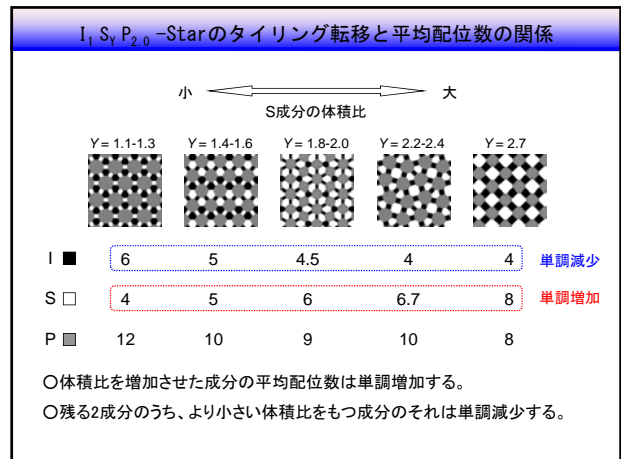 I₁ S_Y P₂.₀ -Starのタイリング転移と平均配位数の関係
小 大
S成分の体積比
Y = 1.1-1.3 Y = 1.4-1.6 Y = 1.8-2.0 Y = 2.2-2.4 Y = 2.7
I ■ 6 5 4.5 4 4 単調減少
S □ 4 5 6 6.7 8 単調増加
P ■ 12 10 9 10 8
〇体積比を増加させた成分の平均配位数は単調増加する。
〇残る2成分のうち、より小さい体積比をもつ成分のそれは単調減少する。